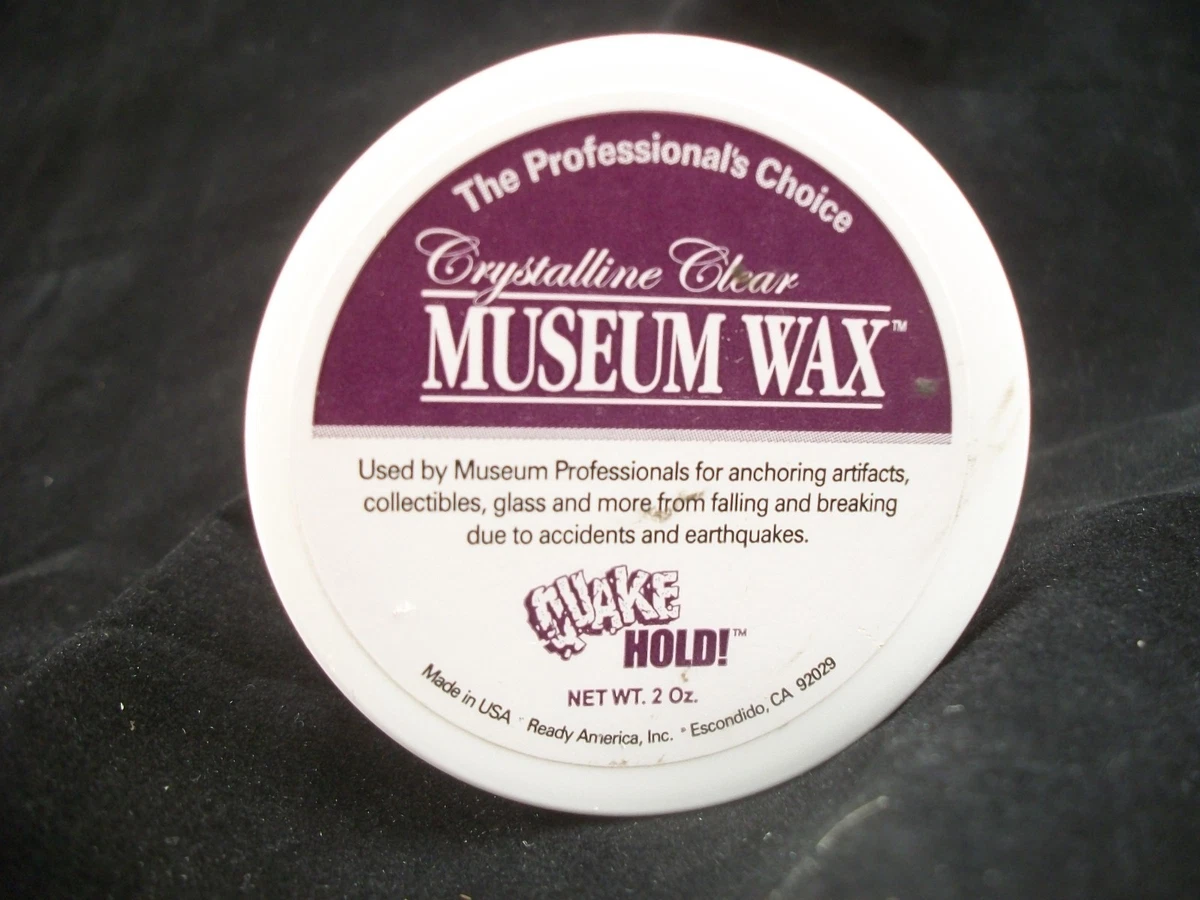 The Professional's Choice
Crystalline Clear
MUSEUM WAX™
Used by Museum Professionals for anchoring artifacts,
collectibles, glass and more from falling and breaking
due to accidents and earthquakes.
QUAKE
HOLD!™
NET WT. 2 Oz.
Made in USA • Ready America, Inc. • Escondido, CA 92029